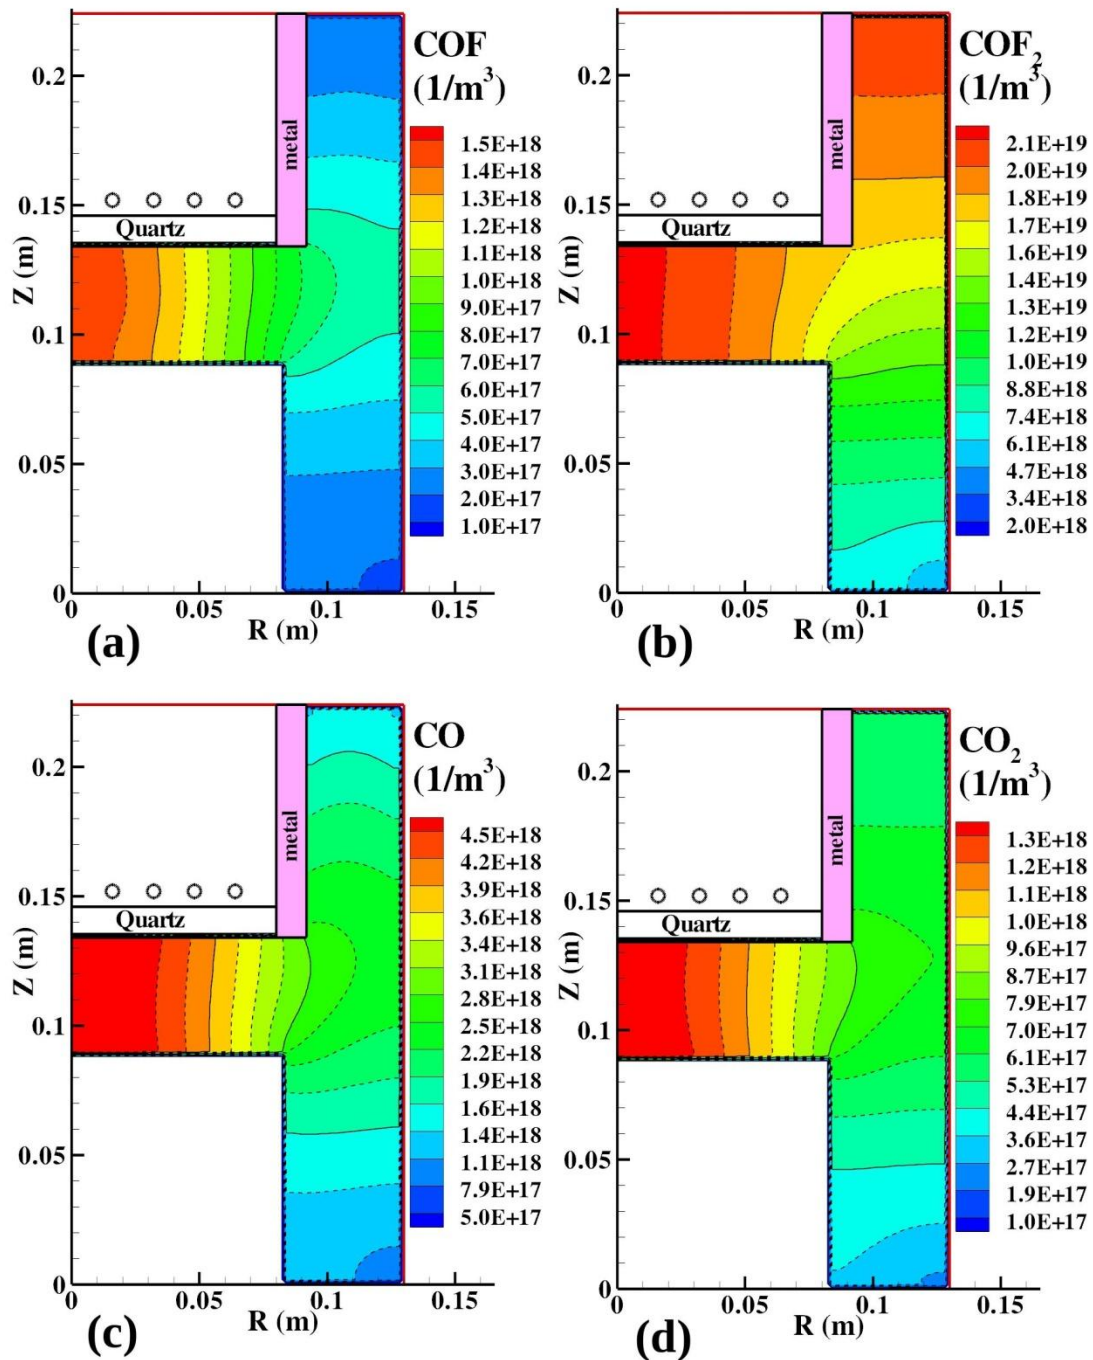 COF
(1/m³)
0.2
metal
1.5E+18
1.4E+18
1.3E+18
1.2E+18
1.1E+18
1.0E+18
9.0E+17
8.0E+17
7.0E+17
6.0E+17
5.0E+17
4.0E+17
3.0E+17
2.0E+17
1.0E+17
0.15
Quartz
Z (m)
0.1
0.05
0
0 0.05 0.1 0.15
R (m)
(a)
COF₂
(1/m³)
0.2
metal
2.1E+19
2.0E+19
1.8E+19
1.7E+19
1.6E+19
1.4E+19
1.3E+19
1.2E+19
1.0E+19
8.8E+18
7.4E+18
6.1E+18
4.7E+18
3.4E+18
2.0E+18
0.15
Quartz
Z (m)
0.1
0.05
0
0 0.05 0.1 0.15
R (m)
(b)
CO
(1/m³)
0.2
metal
4.5E+18
4.2E+18
3.9E+18
3.6E+18
3.4E+18
3.1E+18
2.8E+18
2.5E+18
2.2E+18
1.9E+18
1.6E+18
1.4E+18
1.1E+18
7.9E+17
5.0E+17
0.15
Quartz
Z (m)
0.1
0.05
0
0 0.05 0.1 0.15
R (m)
(c)
CO₂
(1/m³)
0.2
metal
1.3E+18
1.2E+18
1.1E+18
1.0E+18
9.6E+17
8.7E+17
7.9E+17
7.0E+17
6.1E+17
5.3E+17
4.4E+17
3.6E+17
2.7E+17
1.9E+17
1.0E+17
0.15
Quartz
Z (m)
0.1
0.05
0
0 0.05 0.1 0.15
R (m)
(d)